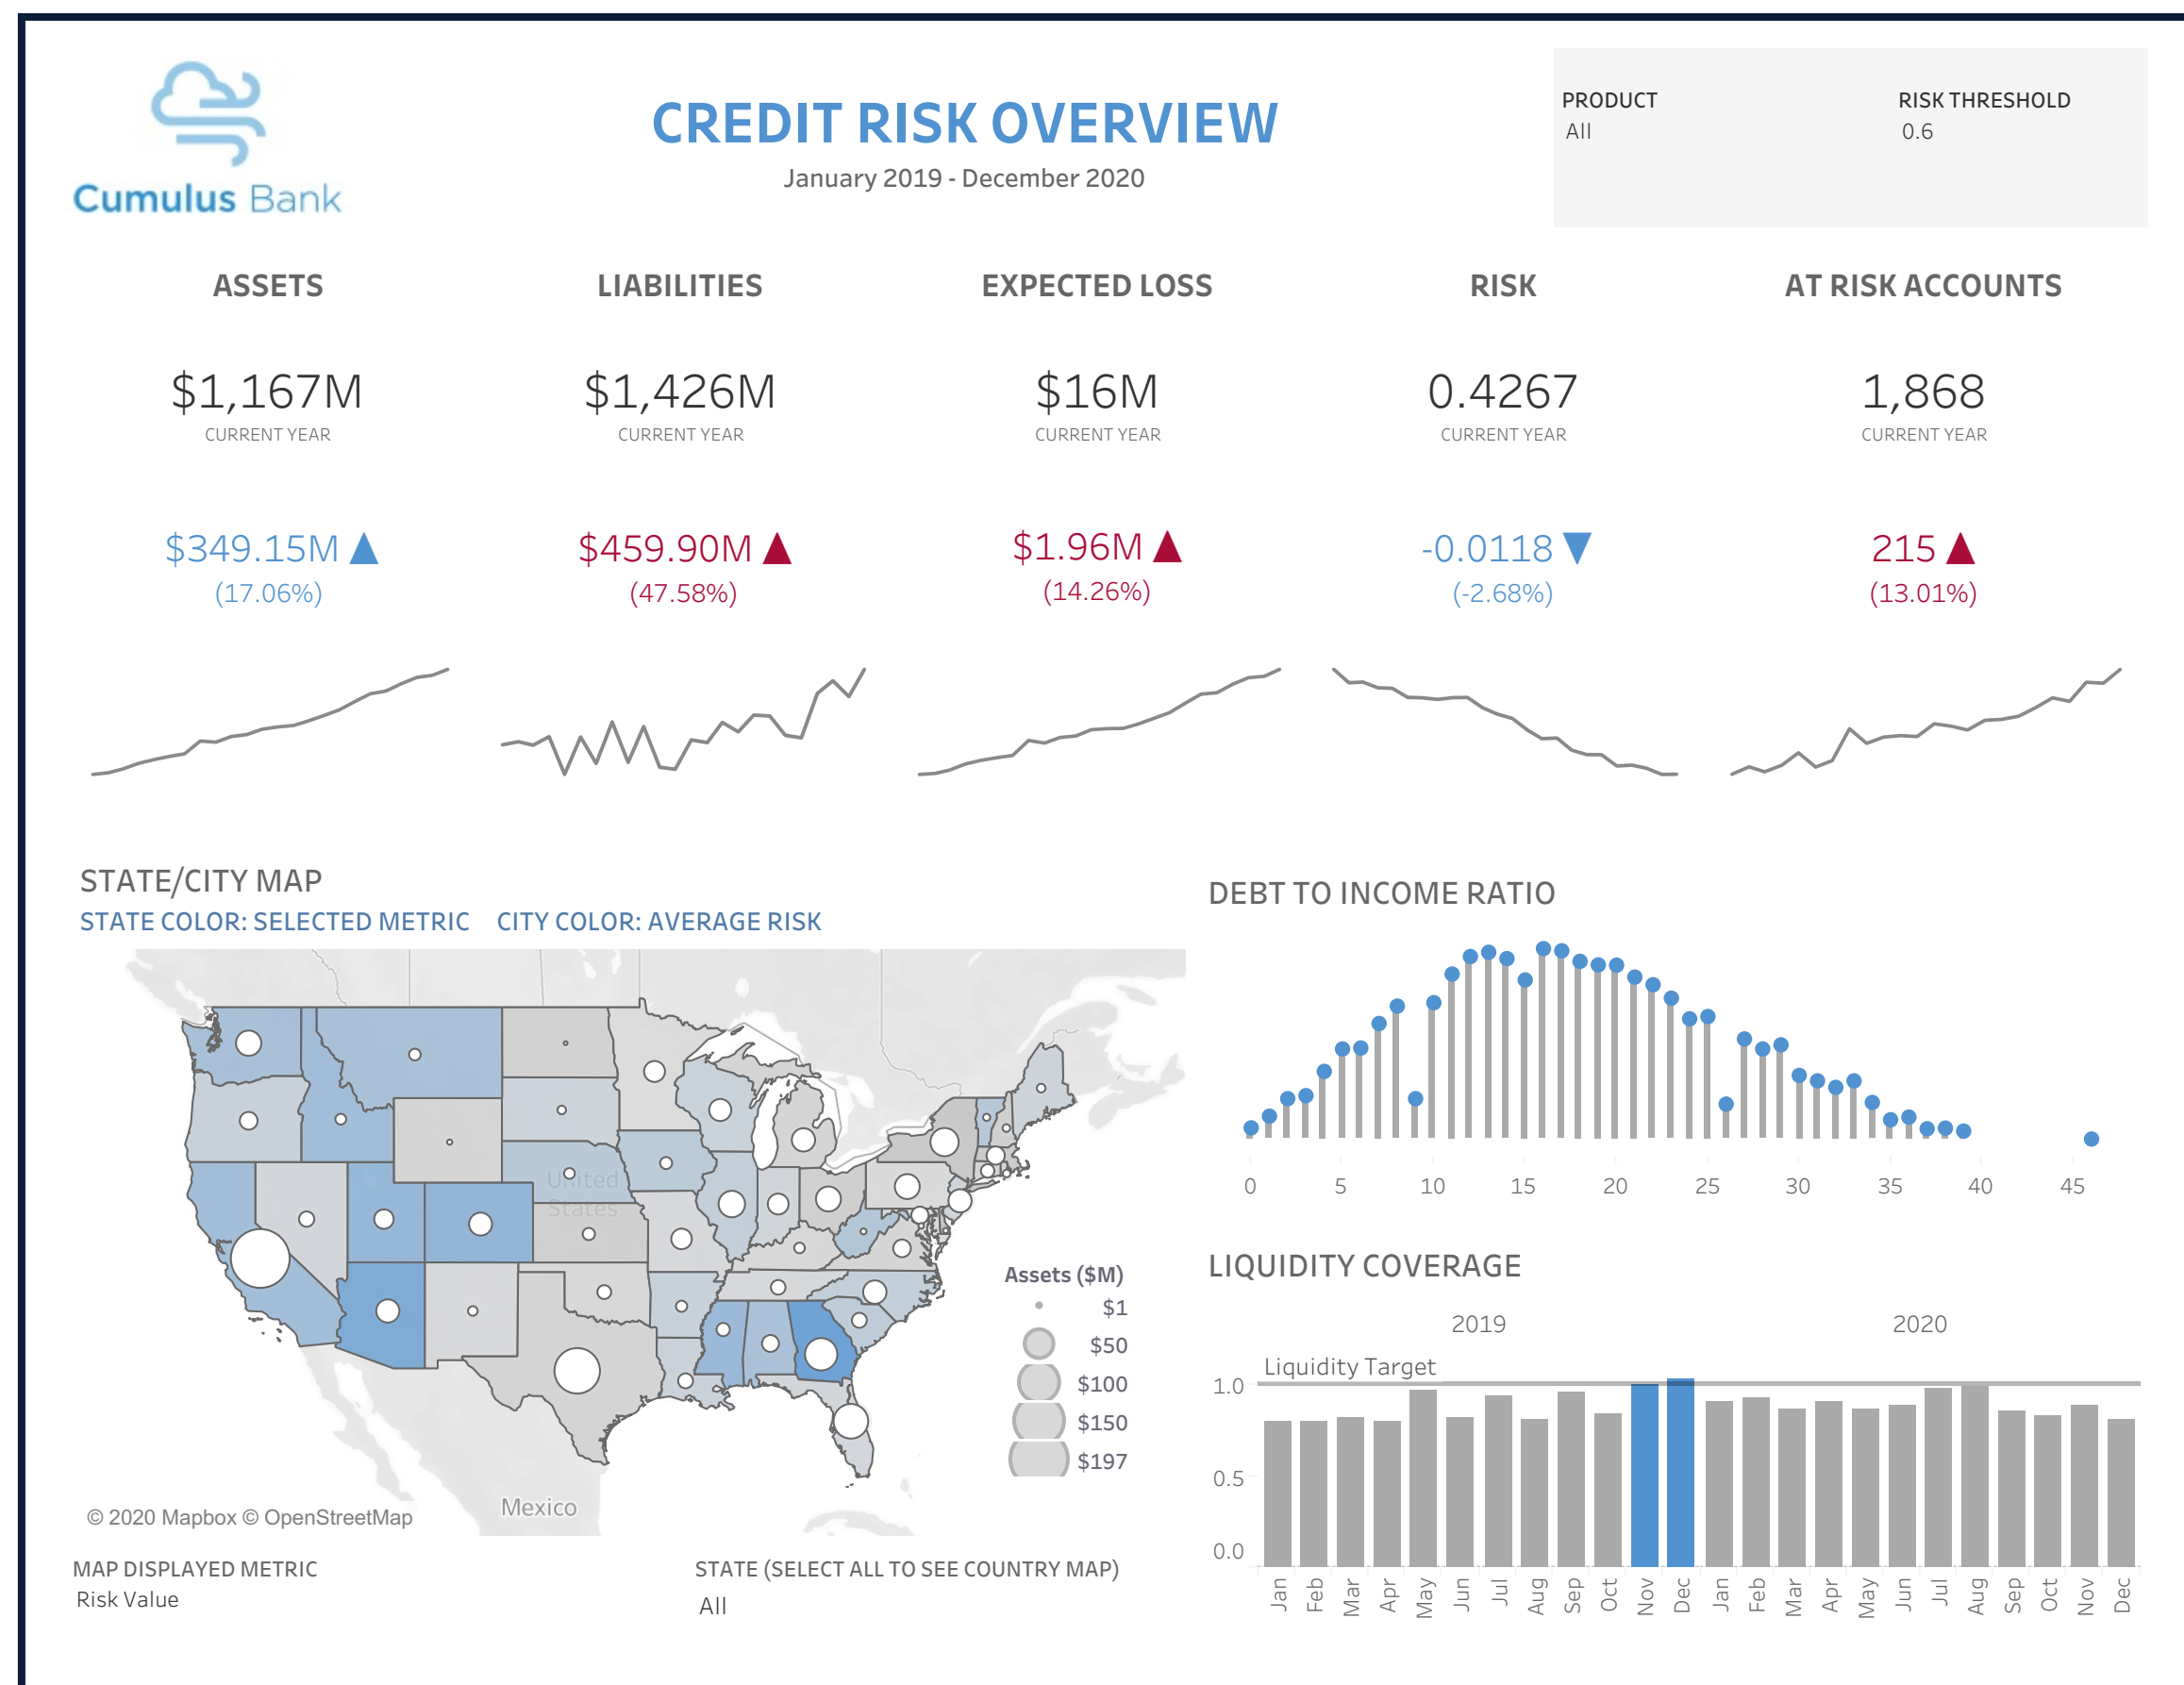 Cumulus Bank
CREDIT RISK OVERVIEW
January 2019 - December 2020
PRODUCT
All
RISK THRESHOLD
0.6
ASSETS
$1,167M
CURRENT YEAR
$349.15M
(17.06%)
LIABILITIES
$1,426M
CURRENT YEAR
$459.90M
(47.58%)
EXPECTED LOSS
$16M
CURRENT YEAR
$1.96M
(14.26%)
RISK
0.4267
CURRENT YEAR
-0.0118
(-2.68%)
AT RISK ACCOUNTS
1,868
CURRENT YEAR
215
(13.01%)
STATE/CITY MAP
STATE COLOR: SELECTED METRIC CITY COLOR: AVERAGE RISK
United
States
Mexico
Assets ($M)
$1
$50
$100
$150
$197
© 2020 Mapbox © OpenStreetMap
MAP DISPLAYED METRIC
Risk Value
STATE (SELECT ALL TO SEE COUNTRY MAP)
All
DEBT TO INCOME RATIO
0 5 10 15 20 25 30 35 40 45
LIQUIDITY COVERAGE
2019 2020
Liquidity Target
1.0
0.5
0.0
Jan Feb Mar Apr May Jun Jul Aug Sep Oct Nov Dec Jan Feb Mar Apr May Jun Jul Aug Sep Oct Nov Dec